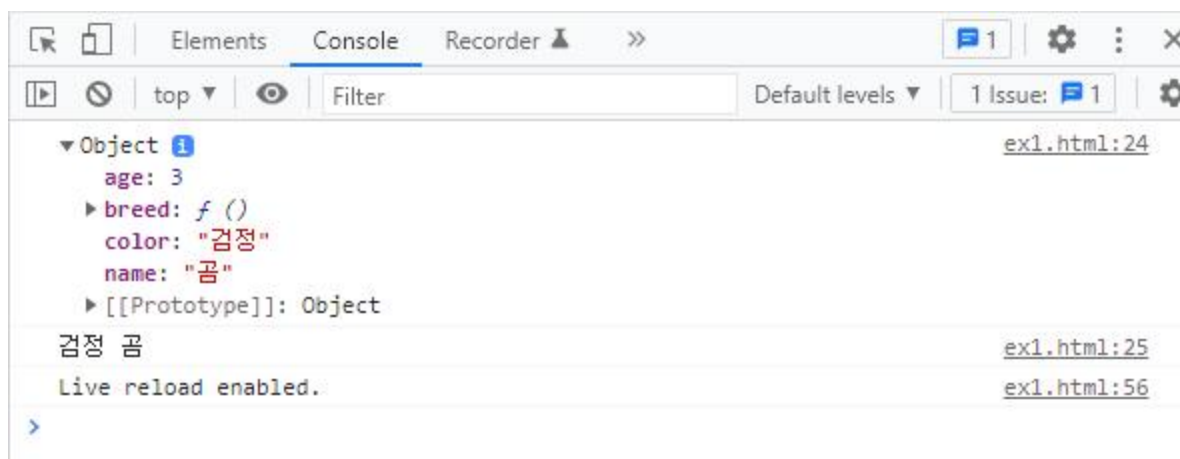 Elements Console Recorder 1
top ▼ Filter Default levels ▼ 1 Issue: 1
▼Object i ex1.html:24
age: 3
▶breed: ƒ ()
color: "검정"
name: "곰"
▶[[Prototype]]: Object
검정 곰 ex1.html:25
Live reload enabled. ex1.html:56
>